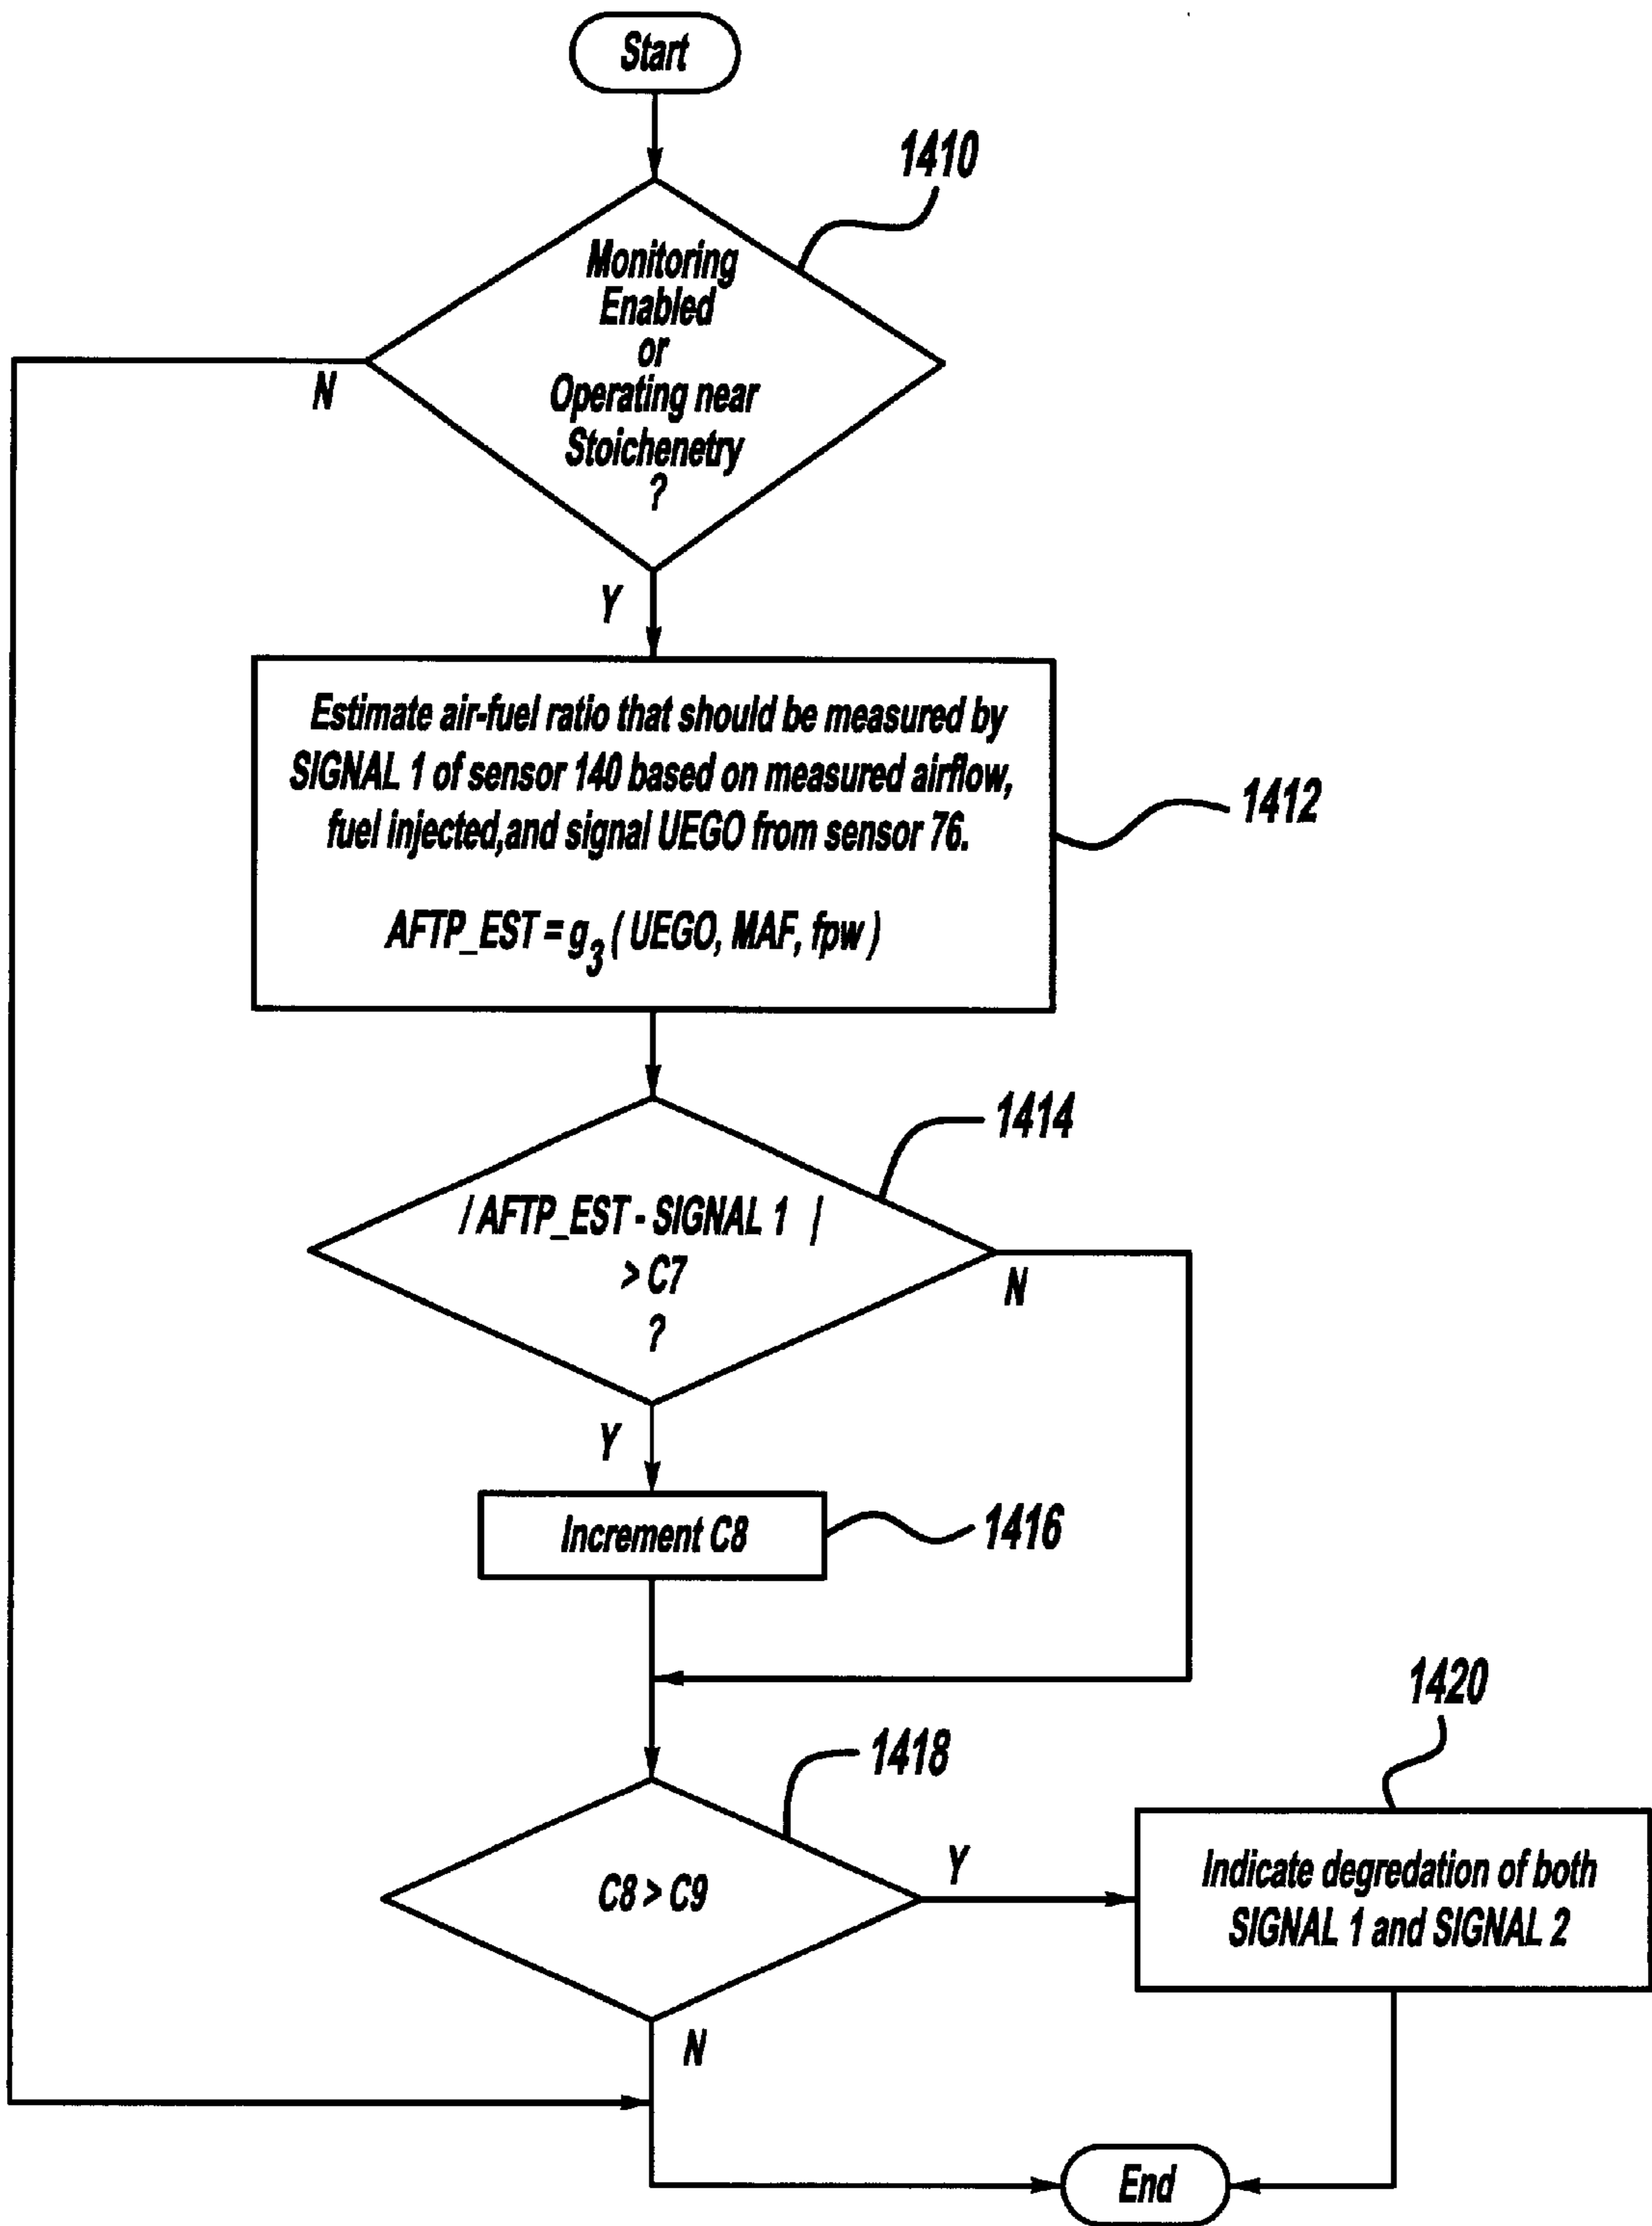 Start
1410
Monitoring
Enabled
or
Operating near
Stoichenetry
?
N
Y
Estimate air-fuel ratio that should be measured by
SIGNAL 1 of sensor 140 based on measured airflow,
fuel injected,and signal UEGO from sensor 76.
AFTP_EST = g3 ( UEGO, MAF, fpw )
1412
1414
/ AFTP_EST - SIGNAL 1 |
> C7
?
N
Y
Increment C8
1416
1420
1418
C8 > C9
Y
Indicate degredation of both
SIGNAL 1 and SIGNAL 2
N
End